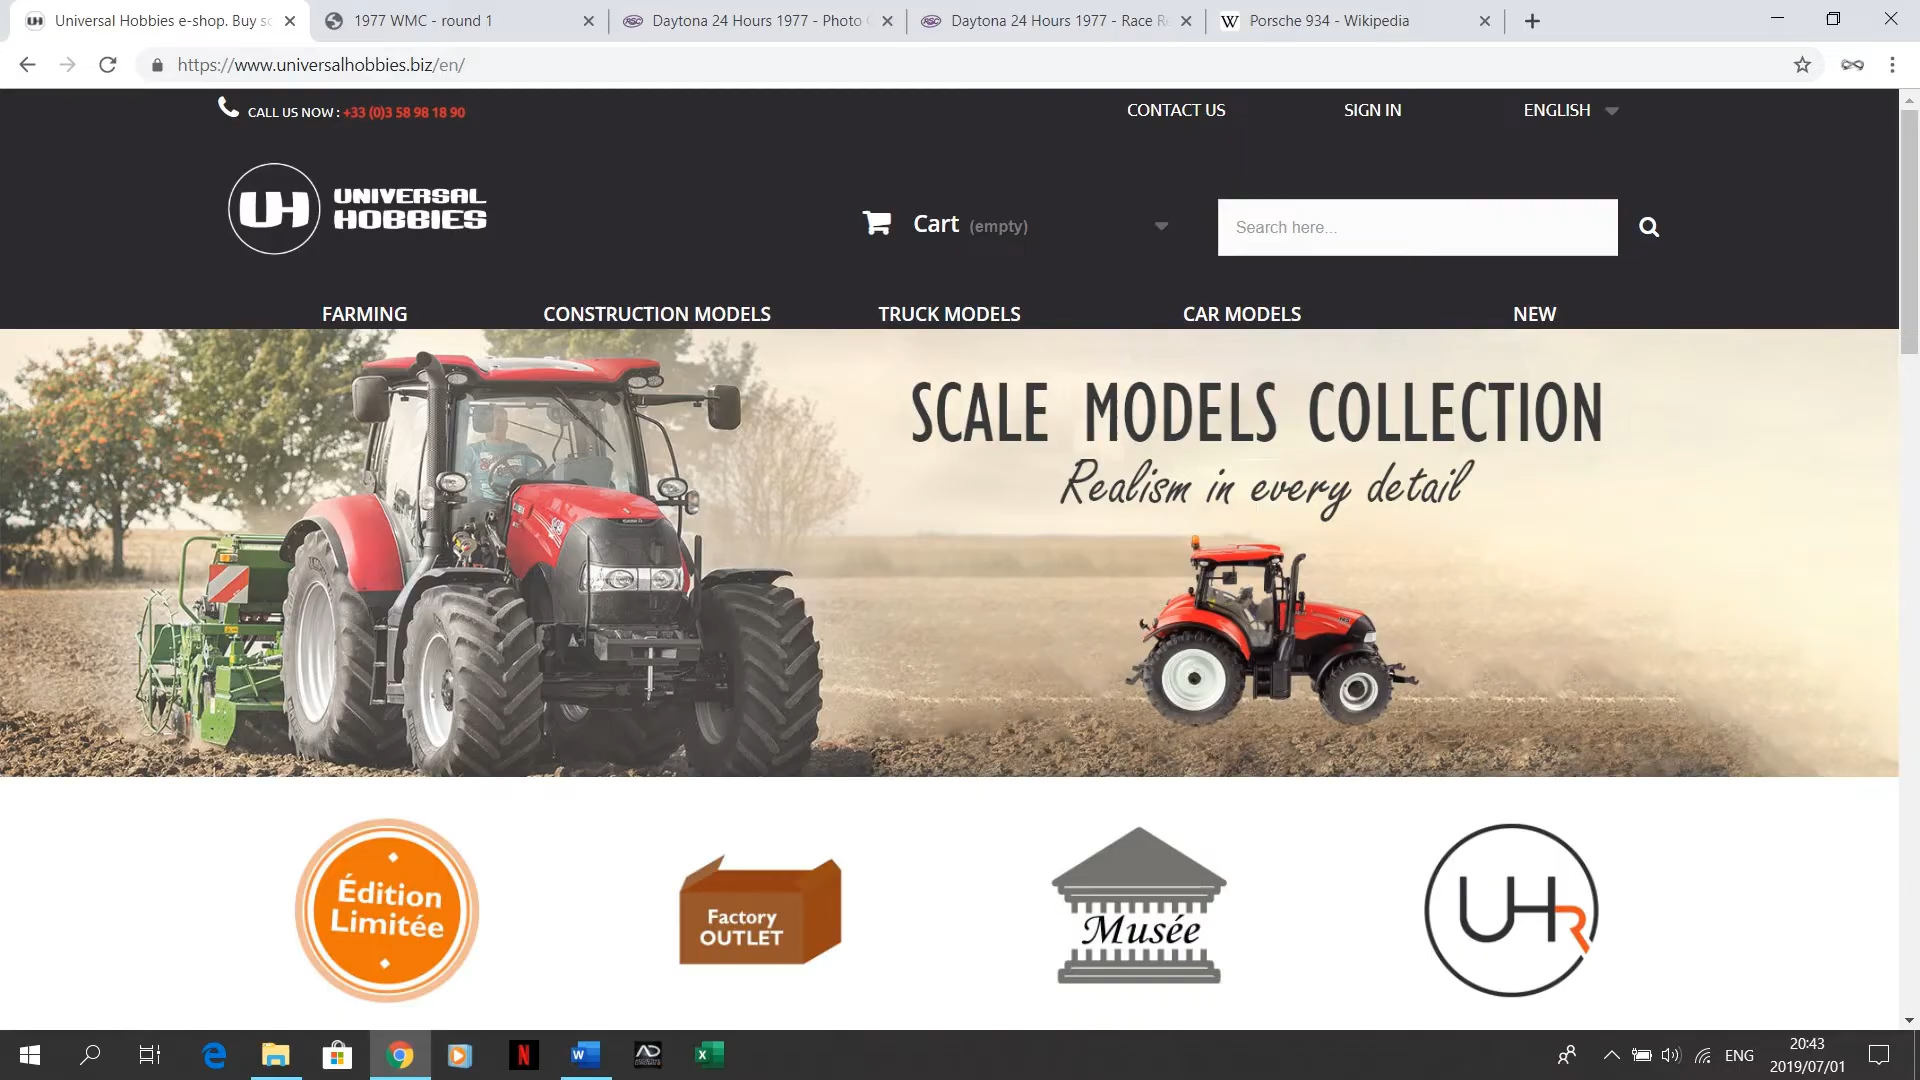 Universal Hobbies e-shop. Buy sc
1977 WMC - round 1
Daytona 24 Hours 1977 - Photo
Daytona 24 Hours 1977 - Race R
W Porsche 934 - Wikipedia
https://www.universalhobbies.biz/en/
CALL US NOW : +33 (0)3 58 98 18 90
CONTACT US
SIGN IN
ENGLISH
UH UNIVERSAL HOBBIES
Cart (empty)
Search here...
FARMING
CONSTRUCTION MODELS
TRUCK MODELS
CAR MODELS
NEW
SCALE MODELS COLLECTION
Realism in every detail
Édition
Limitée
Factory
OUTLET
Musée
UHR
ENG
20:43
2019/07/01